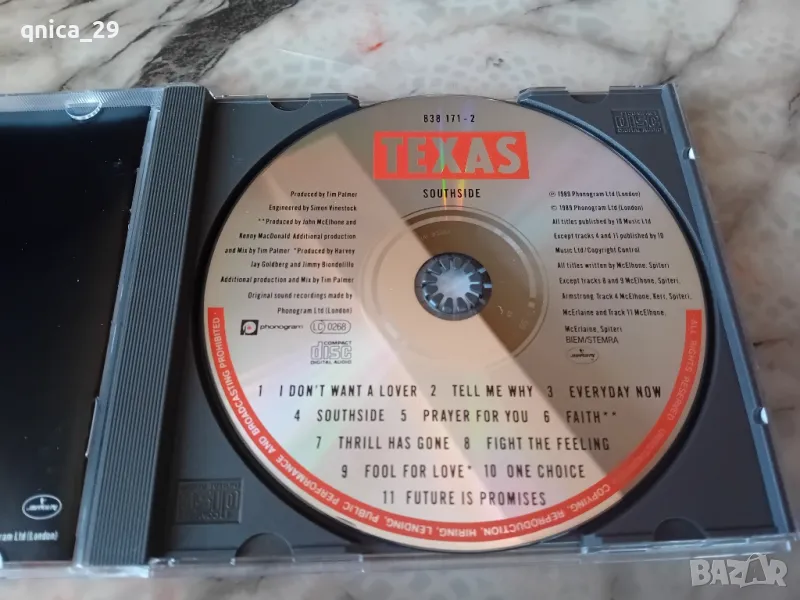 qnica_29
838 171-2
TEXAS
SOUTHSIDE
Produced by Tim Palmer
Engineered by Simon Vinestock
**Produced by John McElhone and
Kenny MacDonald Additional production
and Mix by Tim Palmer *Produced by Harvey
Jay Goldberg and Jimmy Biondolillo
Additional production and Mix by Tim Palmer
Original sound recordings made by
Phonogram Ltd (London)
℗ 1989 Phonogram Ltd (London)
© 1989 Phonogram Ltd (London)
All titles published by 10 Music Ltd
Except tracks 4 and 11 published by 10
Music Ltd/Copyright Control
All titles written by McElhone, Spiteri
Except tracks 6 and 9 McElhone, Spiteri,
Armstrong, Track 4 McElhone, Kerr, Spiteri,
McErlaine and Track 11 McElhone,
McErlaine, Spiteri
BIEM/STEMRA
phonogram
LC 0268
COMPACT
disc
DIGITAL AUDIO
mercury
1 I DON'T WANT A LOVER 2 TELL ME WHY 3 EVERYDAY NOW
4 SOUTHSIDE 5 PRAYER FOR YOU 6 FAITH**
7 THRILL HAS GONE 8 FIGHT THE FEELING
9 FOOL FOR LOVE* 10 ONE CHOICE
11 FUTURE IS PROMISES
ALL RIGHTS RESERVED
COPYING, REPRODUCTION, HIRING, LENDING, PUBLIC PERFORMANCE AND BROADCASTING PROHIBITED
mercury
gram Ltd (London)
BAZAR